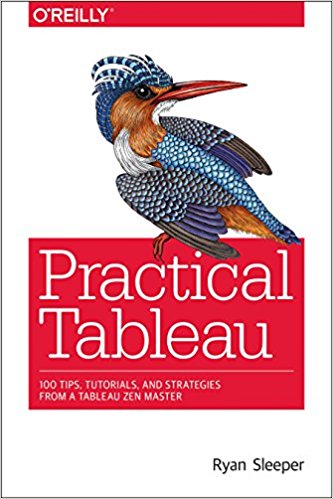 O'REILLY®
Practical
Tableau
100 TIPS, TUTORIALS, AND STRATEGIES
FROM A TABLEAU ZEN MASTER
Ryan Sleeper